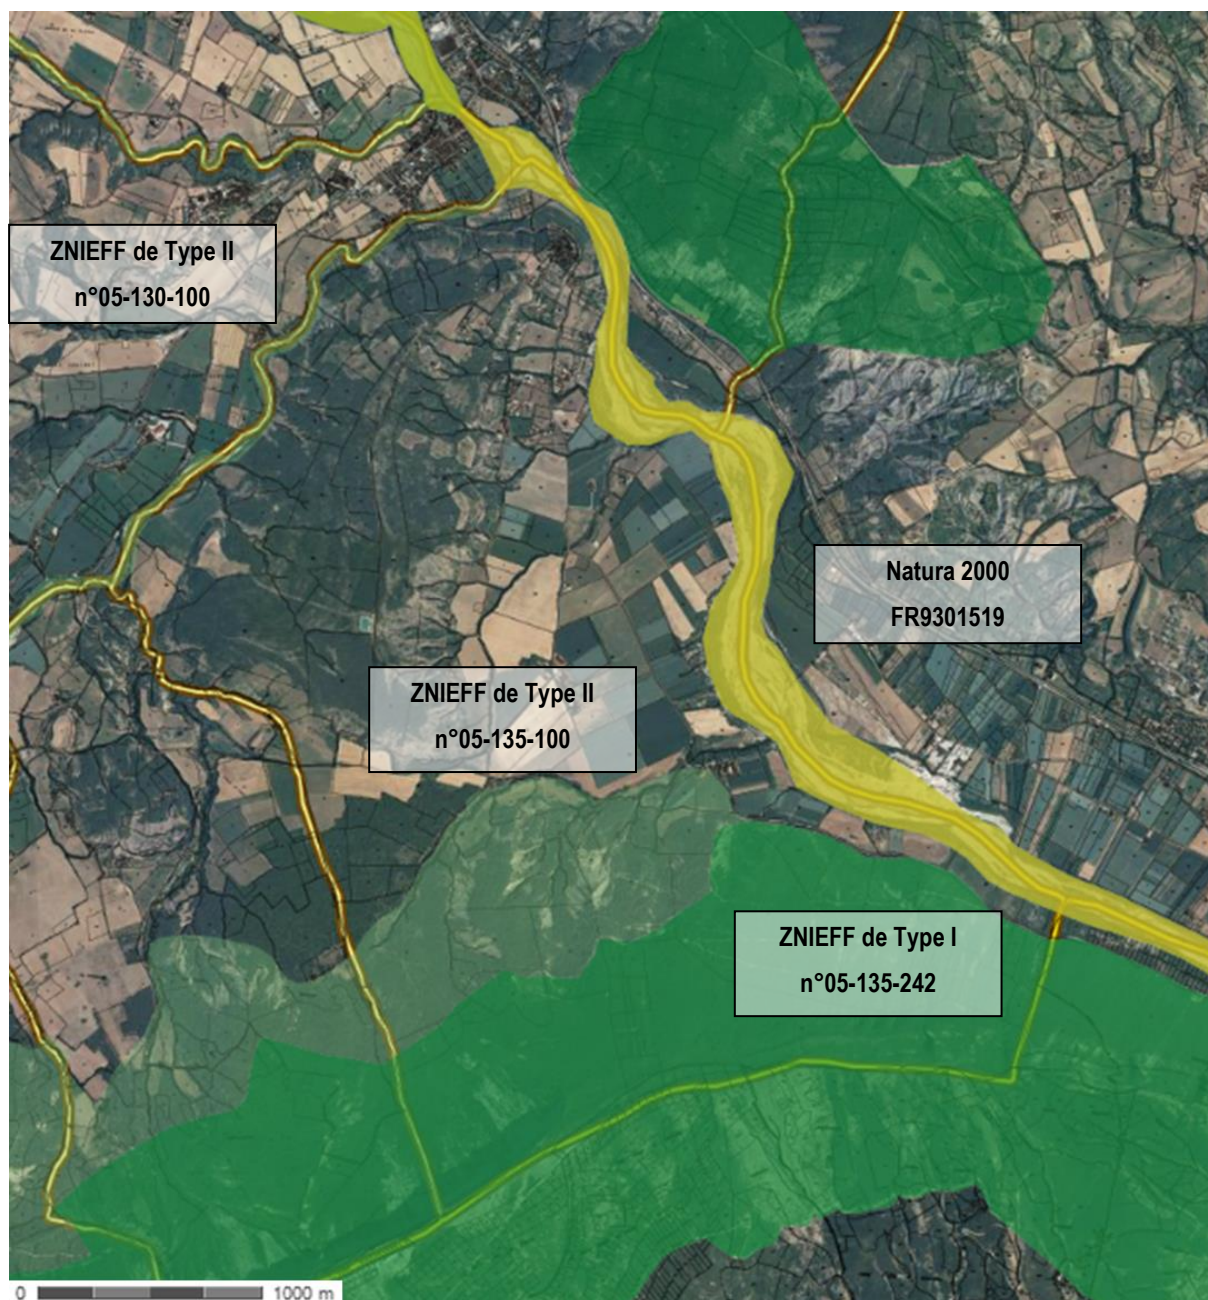 ZNIEFF de Type II
n°05-130-100
Natura 2000
FR9301519
ZNIEFF de Type II
n°05-135-100
ZNIEFF de Type I
n°05-135-242
0 1000 m